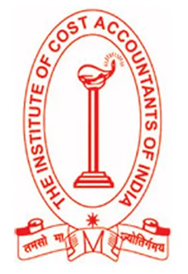 THE INSTITUTE OF COST ACCOUNTANTS OF INDIA
तमसो मा ज्योतिर्गमय